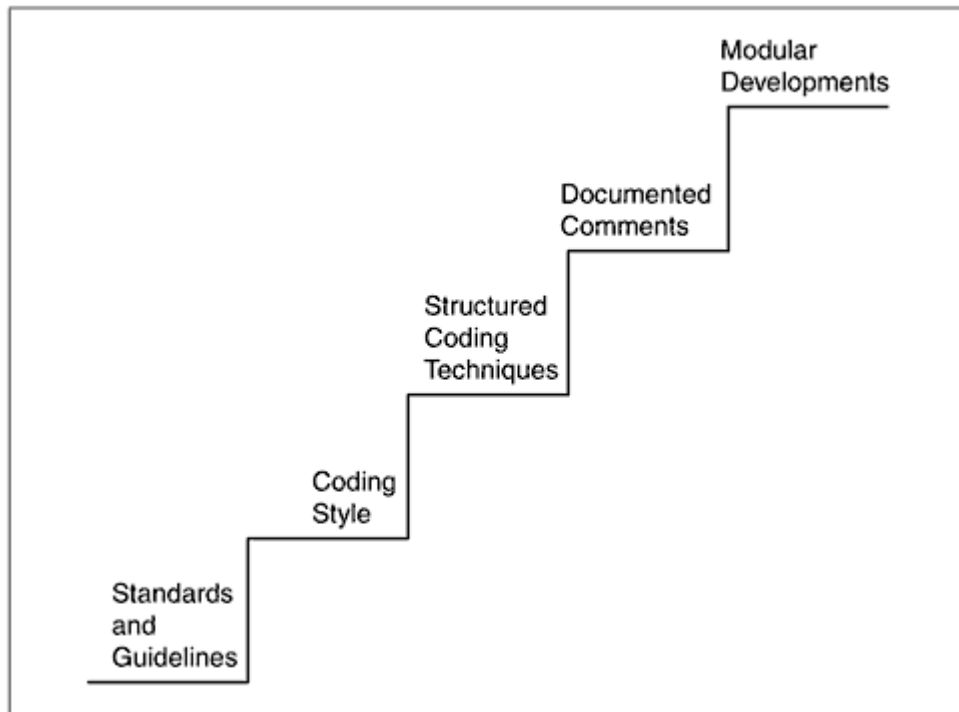 Modular
Developments
Documented
Comments
Structured
Coding
Techniques
Coding
Style
Standards
and
Guidelines